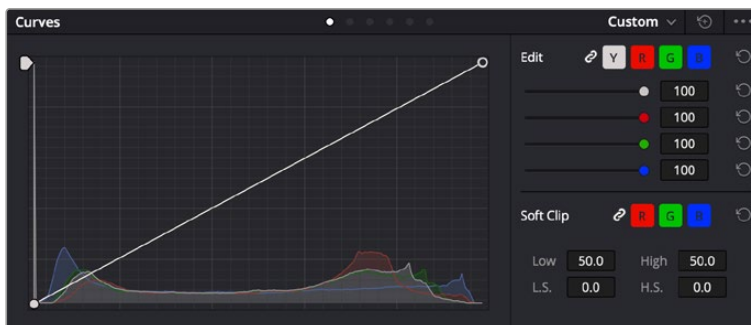 Curves Custom
Edit Y R G B
100
100
100
100
Soft Clip R G B
Low 50.0 High 50.0
L.S. 0.0 H.S. 0.0